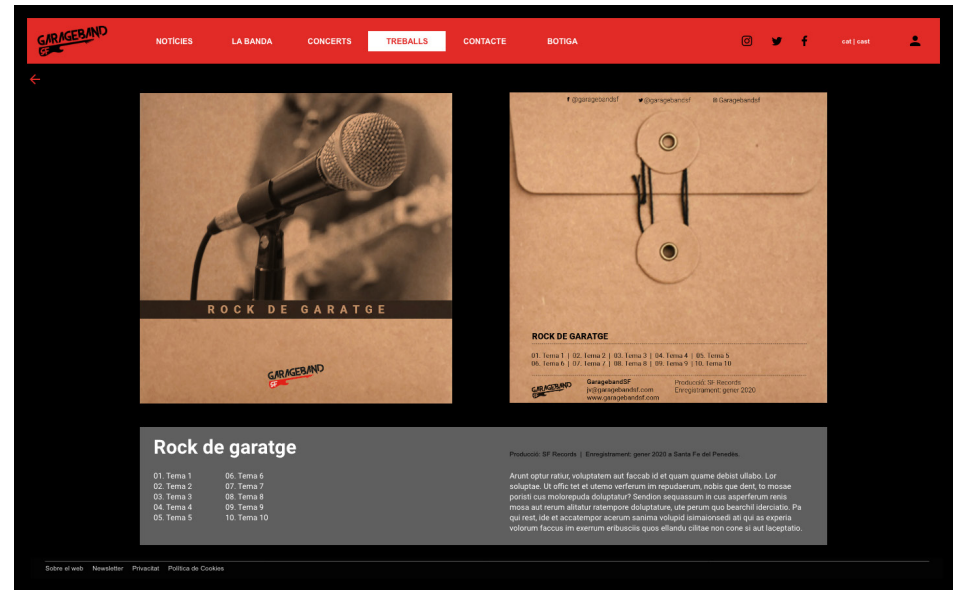 GARAGEBAND
SF
NOTÍCIES
LA BANDA
CONCERTS
TREBALLS
CONTACTE
BOTIGA
cat | cast
ROCK DE GARATGE
GARAGEBAND
SF
@garagebandsf @garagebandsf Garagebandsf
ROCK DE GARATGE
01. Tema 1 | 02. Tema 2 | 03. Tema 3 | 04. Tema 4 | 05. Tema 5
06. Tema 6 | 07. Tema 7 | 08. Tema 8 | 09. Tema 9 | 10. Tema 10
GARAGEBAND
SF
GaragebandSF
jv@garagebandsf.com
www.garagebandsf.com
Producció: SF Records
Enregistrament: gener 2020
Rock de garatge
01. Tema 1
02. Tema 2
03. Tema 3
04. Tema 4
05. Tema 5
06. Tema 6
07. Tema 7
08. Tema 8
09. Tema 9
10. Tema 10
Producció: SF Records | Enregistrament: gener 2020 a Santa Fe del Penedès.
Arunt optur ratiur, voluptatem aut faccab id et quam quame debist ullabo. Lor
soluptae. Ut offic tet et utemo verferum im repudaerum, nobis que dent, to mosae
poristi cus molorepuda doluptatur? Sendion sequassum in cus asperferum renis
mosa aut rerum alitatur ratempore doluptature, ute perum quo bearchil iderciatio. Pa
qui rest, ide et accatempor acerum sanima volupid isimaionsedi ati qui as experia
volorum faccus im exerrum eribusciis quos ellandu cilitae non cone si aut laceptatio.
Sobre el web Newsletter Privacitat Política de Cookies